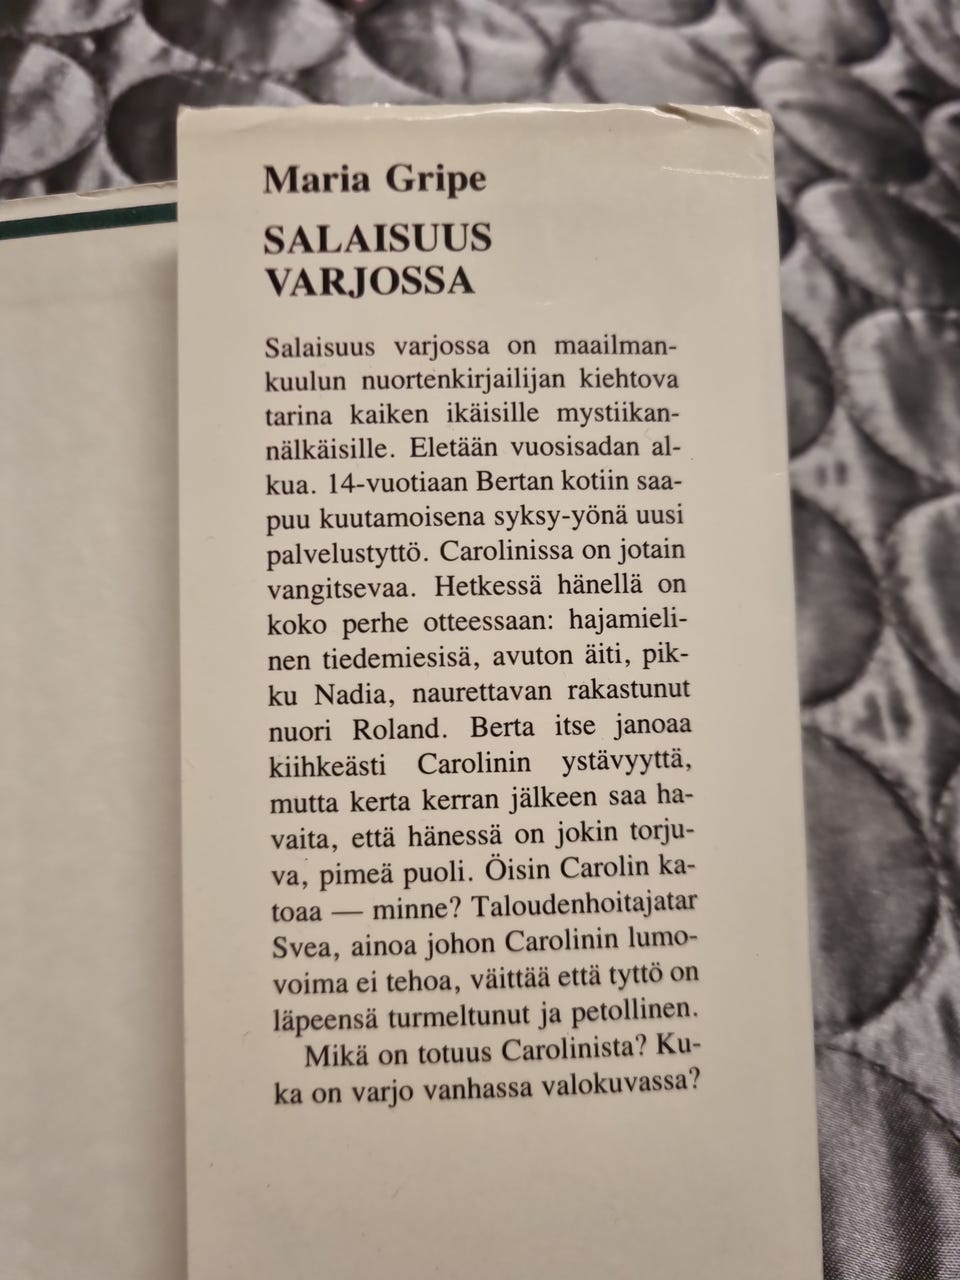 Maria Gripe
SALAISUUS
VARJOSSA
Salaisuus varjossa on maailman-
kuulun nuortenkirjailijan kiehtova
tarina kaiken ikäisille mystiikan-
nälkäisille. Eletään vuosisadan al-
kua. 14-vuotiaan Bertan kotiin saa-
puu kuutamoisena syksy-yönä uusi
palvelustyttö. Carolinissa on jotain
vangitsevaa. Hetkessä hänellä on
koko perhe otteessaan: hajamieli-
nen tiedemiesisä, avuton äiti, pik-
ku Nadia, naurettavan rakastunut
nuori Roland. Berta itse janoaa
kiihkeästi Carolinin ystävyyttä,
mutta kerta kerran jälkeen saa ha-
vaita, että hänessä on jokin torju-
va, pimeä puoli. Öisin Carolin ka-
toaa — minne? Taloudenhoitajatar
Svea, ainoa johon Carolinin lumo-
voima ei tehoa, väittää että tyttö on
läpeensä turmeltunut ja petollinen.
Mikä on totuus Carolinista? Ku-
ka on varjo vanhassa valokuvassa?